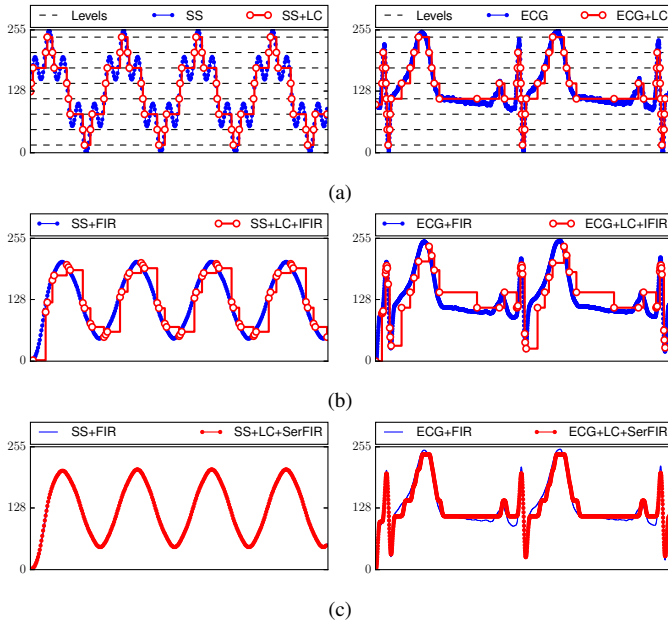 Levels SS SS+LC
Levels ECG ECG+LC
255
128
0
255
128
0
(a)
SS+FIR SS+LC+IFIR
ECG+FIR ECG+LC+IFIR
255
128
0
255
128
0
(b)
SS+FIR SS+LC+SerFIR
ECG+FIR ECG+LC+SerFIR
255
128
0
255
128
0
(c)